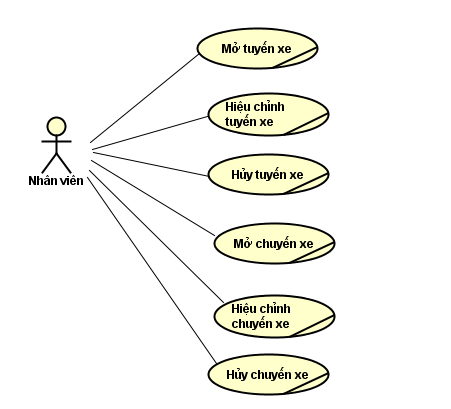 Mở tuyến xe
Hiệu chỉnh
tuyến xe
Nhân viên
Hủy tuyến xe
Mở chuyến xe
Hiệu chỉnh
chuyến xe
Hủy chuyến xe